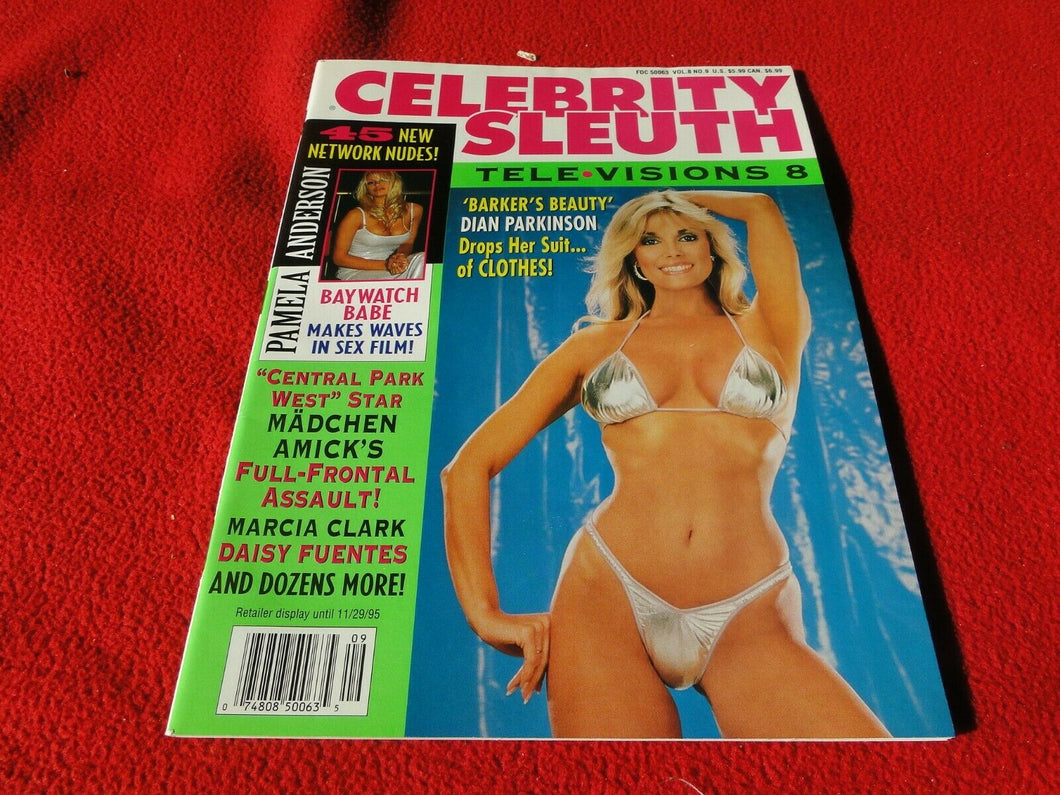 FDC 50063 VOL.8 NO.9 U.S. $5.99 CAN. $6.99
CELEBRITY
SLEUTH
®
TELE•VISIONS 8
45 NEW
NETWORK NUDES!
PAMELA ANDERSON
BAYWATCH
BABE
MAKES WAVES
IN SEX FILM!
'BARKER'S BEAUTY'
DIAN PARKINSON
Drops Her Suit...
of CLOTHES!
"CENTRAL PARK
WEST" STAR
MÄDCHEN
AMICK'S
FULL-FRONTAL
ASSAULT!
MARCIA CLARK
DAISY FUENTES
AND DOZENS MORE!
Retailer display until 11/29/95
09
0 74808 50063 5